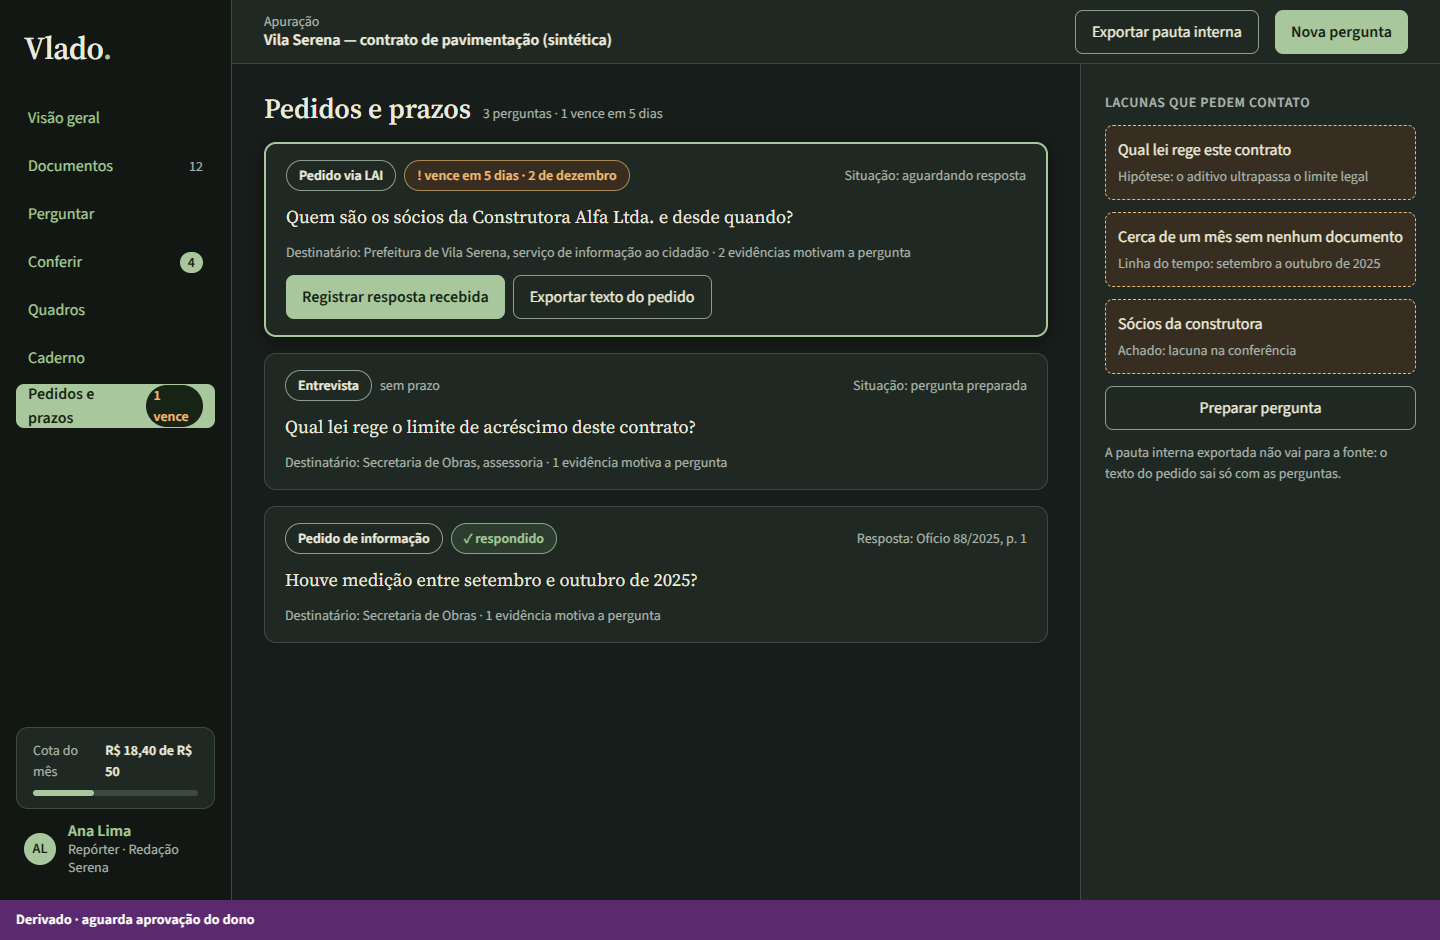 Vlado.
Visão geral
Documentos 12
Perguntar
Conferir 4
Quadros
Caderno
Pedidos e prazos
1 vence
Cota do mês
R$ 18,40 de R$ 50
AL
Ana Lima
Repórter · Redação
Serena
Apuração
Vila Serena — contrato de pavimentação (sintética)
Exportar pauta interna
Nova pergunta
Pedidos e prazos 3 perguntas · 1 vence em 5 dias
Pedido via LAI ! vence em 5 dias · 2 de dezembro Situação: aguardando resposta
Quem são os sócios da Construtora Alfa Ltda. e desde quando?
Destinatário: Prefeitura de Vila Serena, serviço de informação ao cidadão · 2 evidências motivam a pergunta
Registrar resposta recebida Exportar texto do pedido
Entrevista sem prazo Situação: pergunta preparada
Qual lei rege o limite de acréscimo deste contrato?
Destinatário: Secretaria de Obras, assessoria · 1 evidência motiva a pergunta
Pedido de informação ✓ respondido Resposta: Ofício 88/2025, p. 1
Houve medição entre setembro e outubro de 2025?
Destinatário: Secretaria de Obras · 1 evidência motiva a pergunta
LACUNAS QUE PEDEM CONTATO
Qual lei rege este contrato
Hipótese: o aditivo ultrapassa o limite legal
Cerca de um mês sem nenhum documento
Linha do tempo: setembro a outubro de 2025
Sócios da construtora
Achado: lacuna na conferência
Preparar pergunta
A pauta interna exportada não vai para a fonte: o
texto do pedido sai só com as perguntas.
Derivado · aguarda aprovação do dono